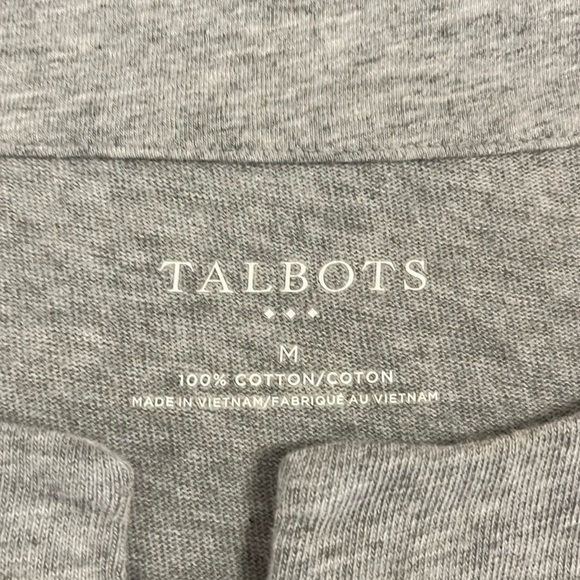 TALBOTS
M
100% COTTON/COTON
MADE IN VIETNAM/FABRIQUÉ AU VIETNAM